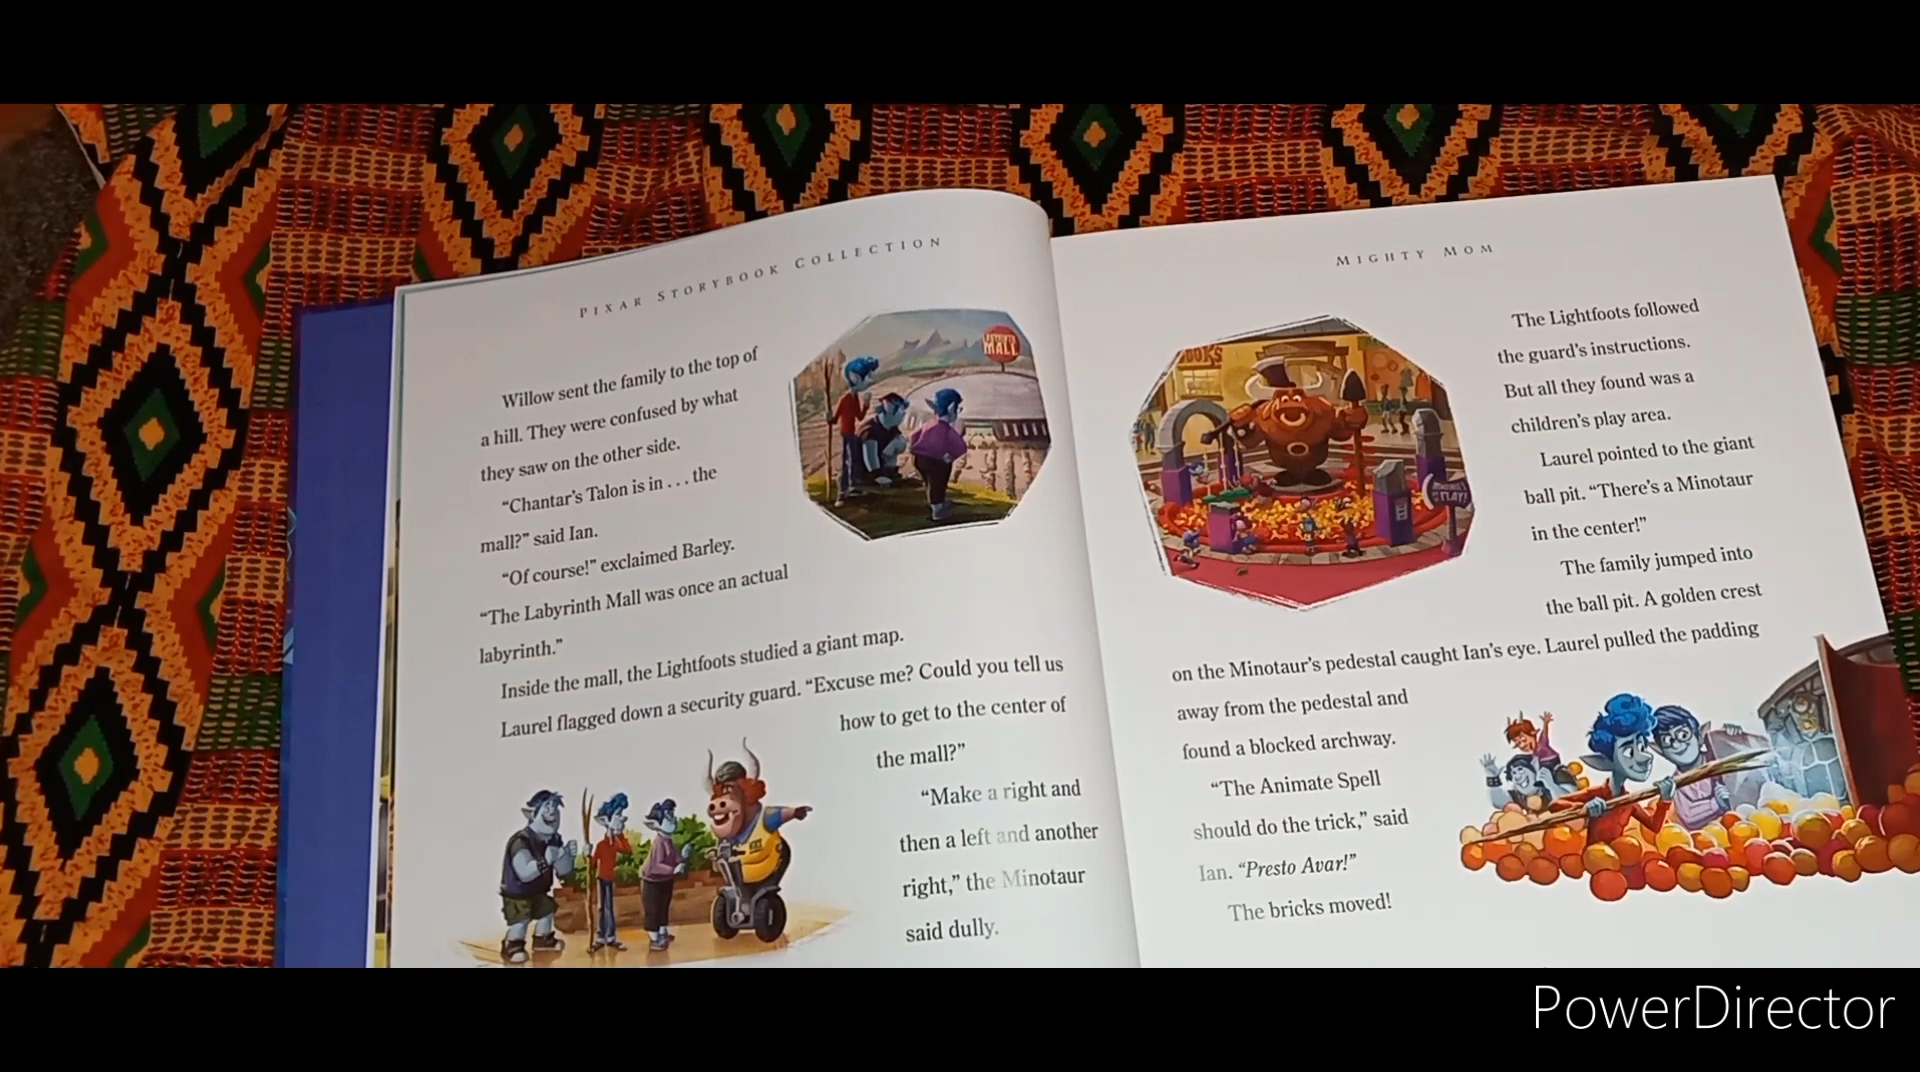 PIXAR STORYBOOK COLLECTION
Willow sent the family to the top of
a hill. They were confused by what
they saw on the other side.
“Chantar’s Talon is in . . . the
mall?” said Ian.
“Of course!” exclaimed Barley.
“The Labyrinth Mall was once an actual
labyrinth.”
Inside the mall, the Lightfoots studied a giant map.
Laurel flagged down a security guard. “Excuse me? Could you tell us
how to get to the center of
the mall?”
“Make a right and
then a left and another
right,” the Minotaur
said dully.
MALL
MIGHTY MOM
The Lightfoots followed
the guard’s instructions.
But all they found was a
children’s play area.
Laurel pointed to the giant
ball pit. “There’s a Minotaur
in the center!”
The family jumped into
the ball pit. A golden crest
on the Minotaur’s pedestal caught Ian’s eye. Laurel pulled the padding
away from the pedestal and
found a blocked archway.
“The Animate Spell
should do the trick,” said
Ian. “Presto Avar!”
The bricks moved!
PLAY!
PowerDirector